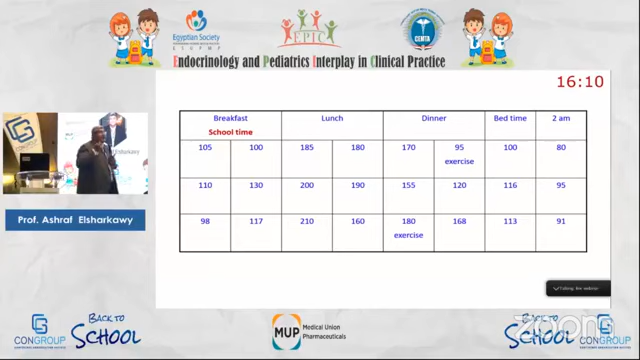 Egyptian Society
EPIC
CEMTA
Endocrinology and Pediatrics Interplay in Clinical Practice
16:10
Breakfast Lunch Dinner Bed time 2 am
School time
105 100 185 180 170 95 100 80
exercise
110 130 200 190 155 120 116 95
98 117 210 160 180 168 113 91
exercise
Prof. Ashraf Elsharkawy
CONGROUP
BACK TO
SCHOOL
MUP
Medical Union
Pharmaceuticals
BACK TO
SCHOOL
zoom
CONGROUP